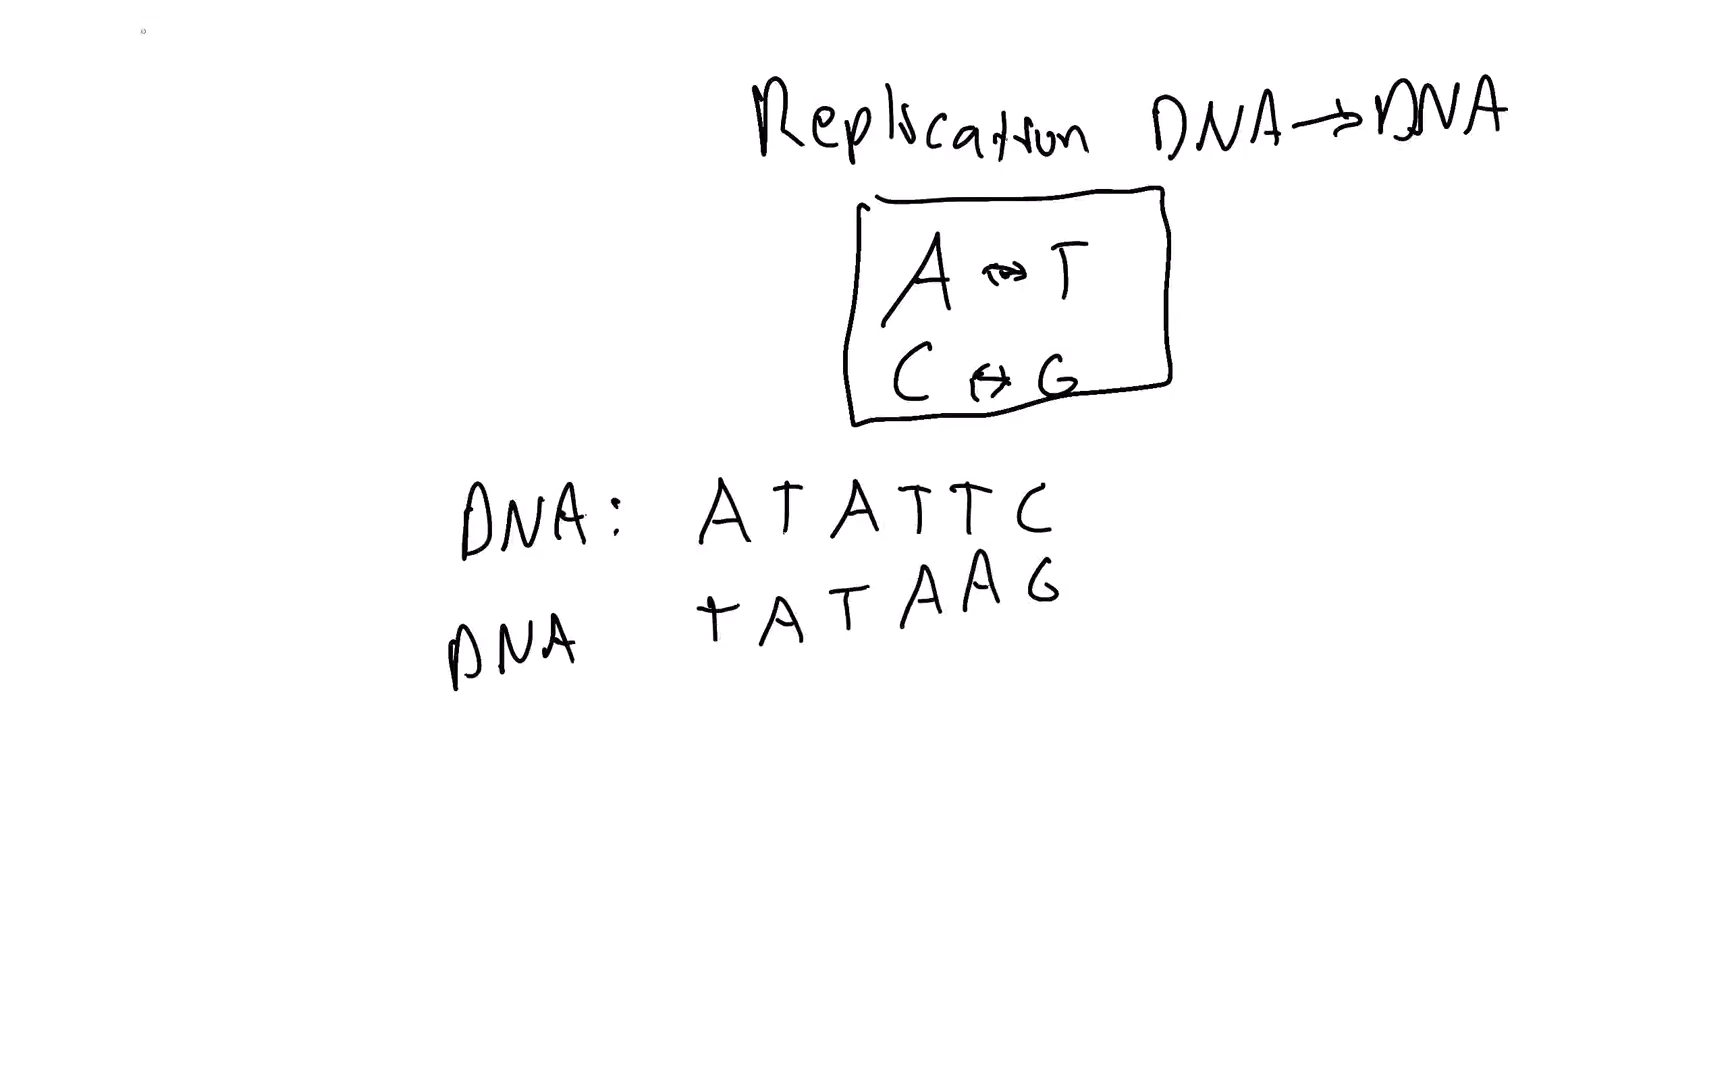 Replication DNA→DNA
A ↔ T
C ↔ G
DNA: A T A T T C
DNA T A T A A G